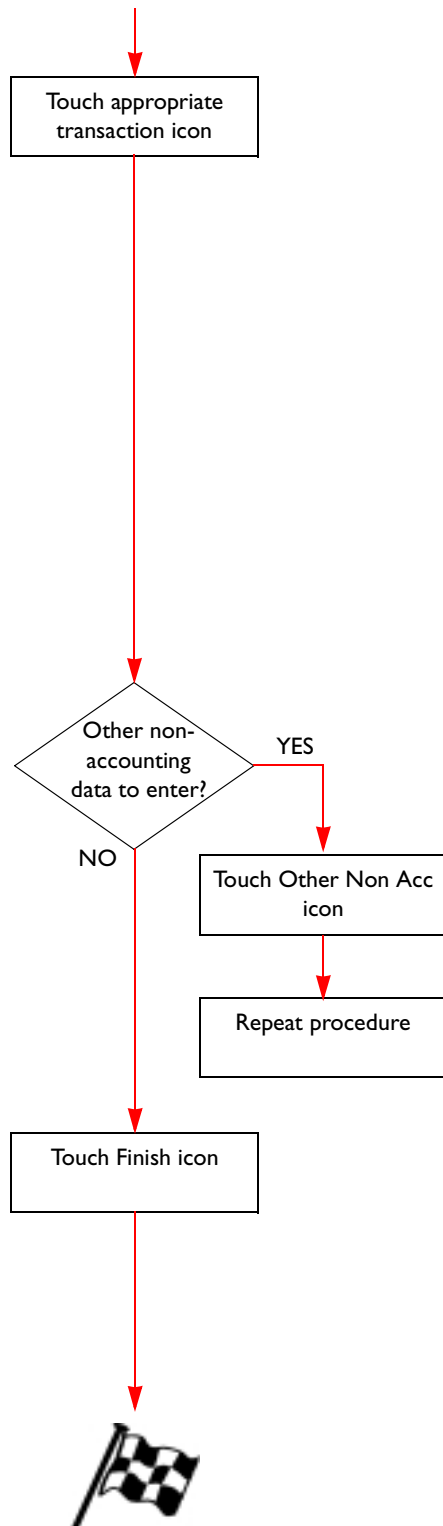 Touch appropriate
transaction icon
Other non-
accounting
data to enter?
YES
NO
Touch Other Non Acc
icon
Repeat procedure
Touch Finish icon